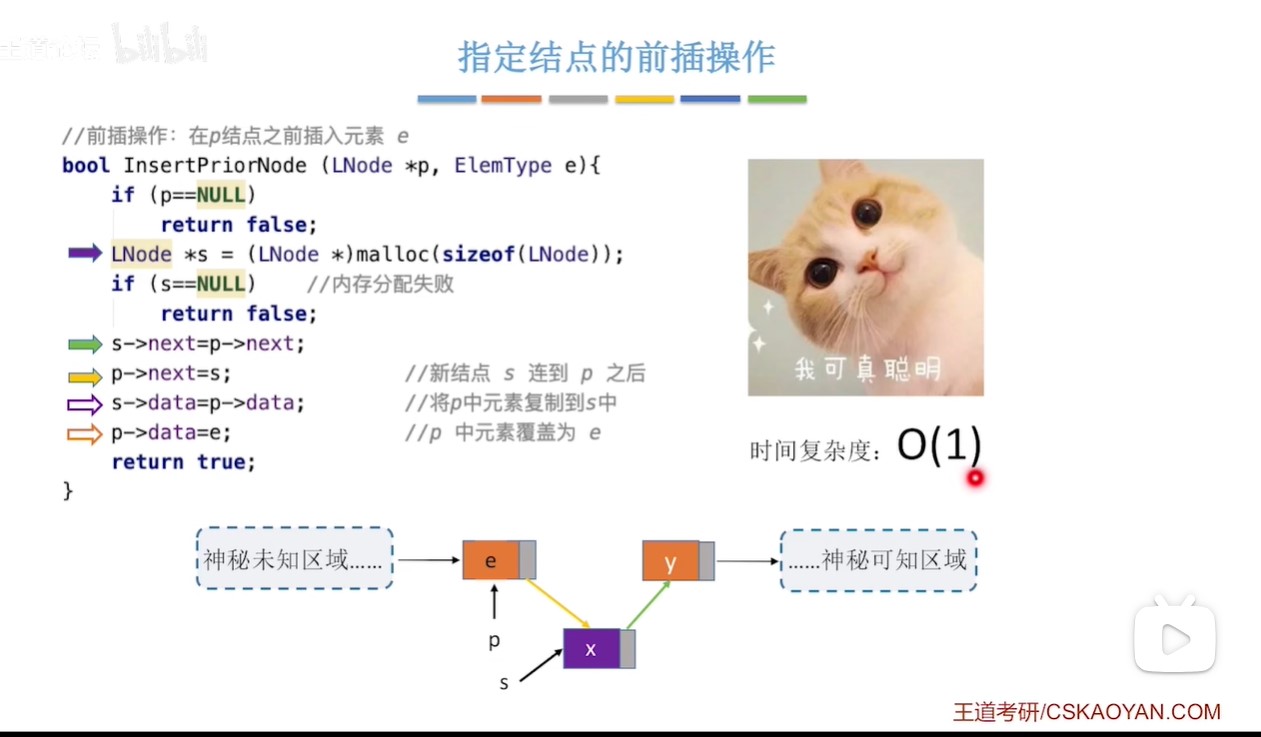 bilibili
指定结点的前插操作
//前插操作：在p结点之前插入元素 e
bool InsertPriorNode (LNode *p, ElemType e){
if (p==NULL)
return false;
LNode *s = (LNode *)malloc(sizeof(LNode));
if (s==NULL) //内存分配失败
return false;
s->next=p->next;
p->next=s; //新结点 s 连到 p 之后
s->data=p->data; //将p中元素复制到s中
p->data=e; //p 中元素覆盖为 e
return true;
}
我可真聪明
时间复杂度：O(1)
神秘未知区域……
e
y
……神秘可知区域
p
x
s
王道考研/CSKAOYAN.COM